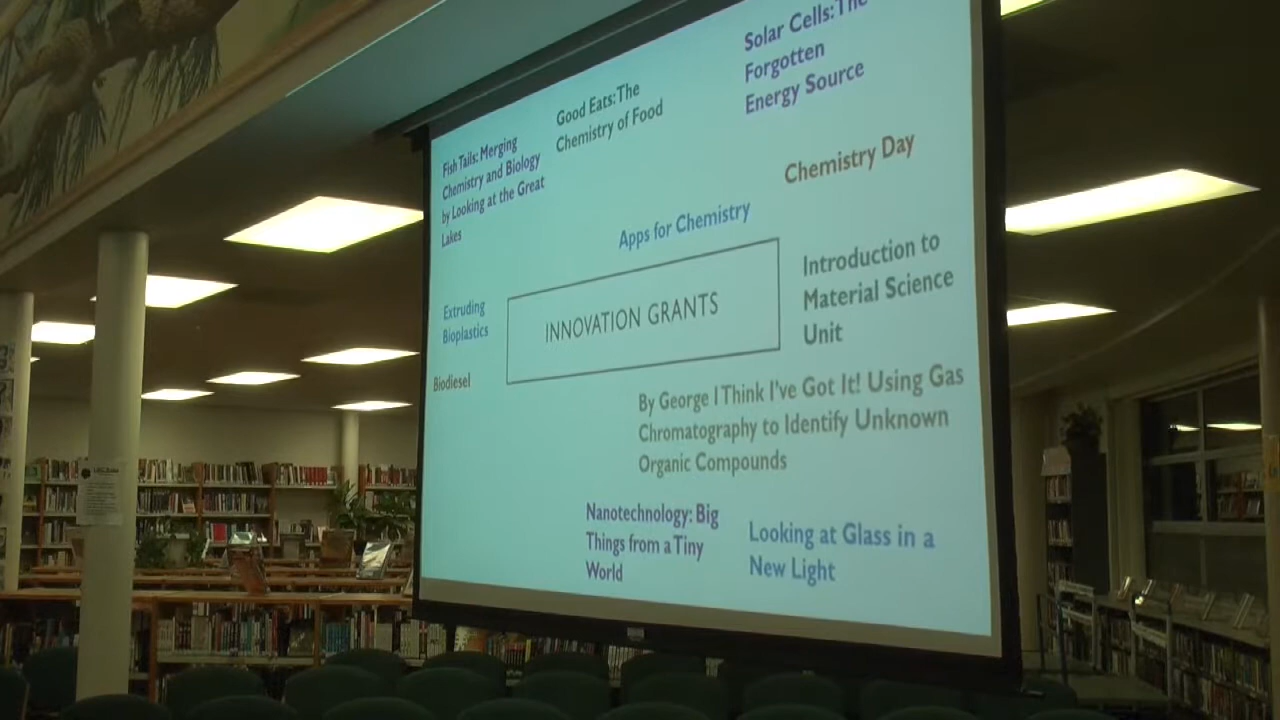 Solar Cells: The
Forgotten
Energy Source
Good Eats: The
Chemistry of Food
Fish Tails: Merging
Chemistry and Biology
by Looking at the Great
Lakes
Chemistry Day
Apps for Chemistry
Introduction to
Material Science
Unit
Extruding
Bioplastics
INNOVATION GRANTS
Biodiesel
By George I Think I've Got It! Using Gas
Chromatography to Identify Unknown
Organic Compounds
Nanotechnology: Big
Things from a Tiny
World
Looking at Glass in a
New Light